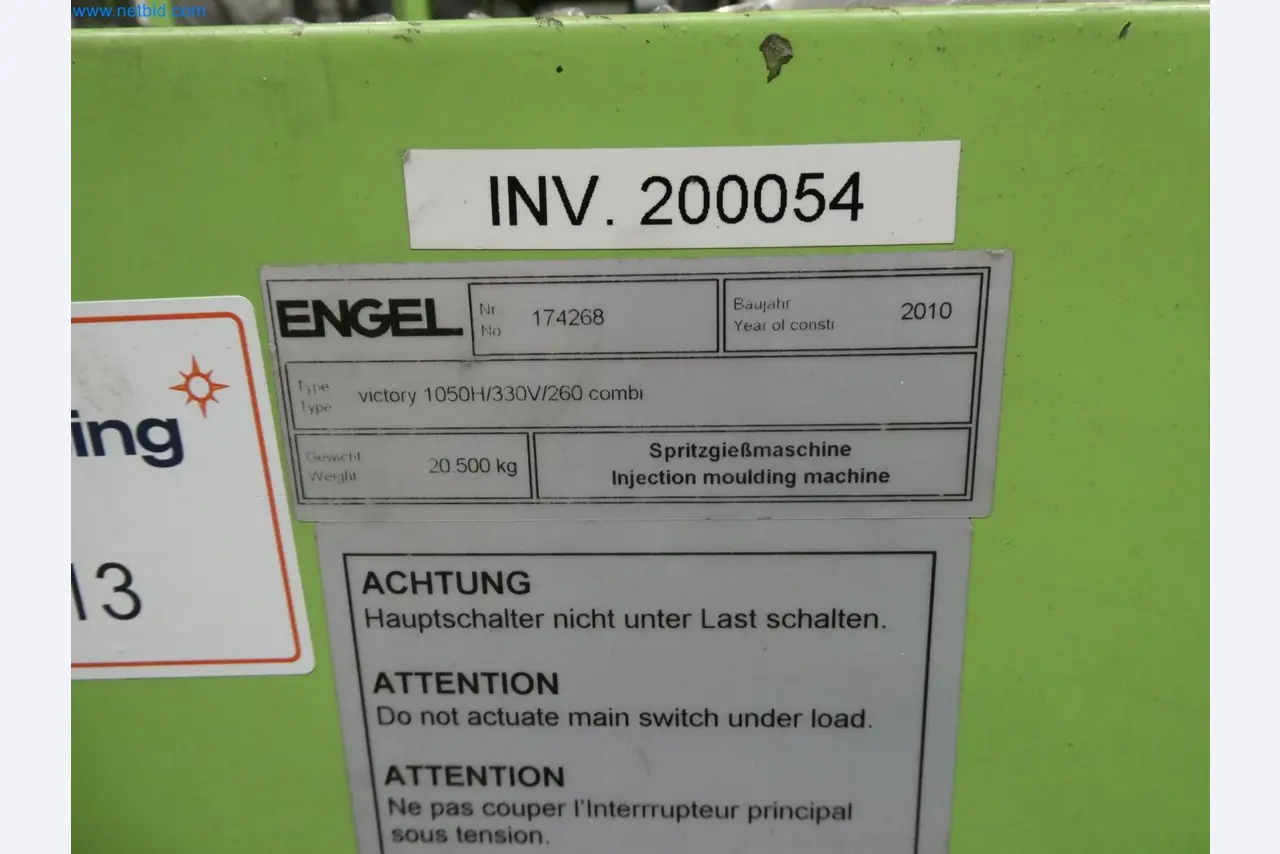 www.netbid.com
INV. 200054
ENGEL
Nr
No
174268
Baujahr
Year of constr
2010
Type
Type
victory 1050H/330V/260 combi
Gewicht
Weight
20.500 kg
Spritzgießmaschine
Injection moulding machine
ing
13
ACHTUNG
Hauptschalter nicht unter Last schalten.
ATTENTION
Do not actuate main switch under load.
ATTENTION
Ne pas couper l'Interrrupteur principal
sous tension.